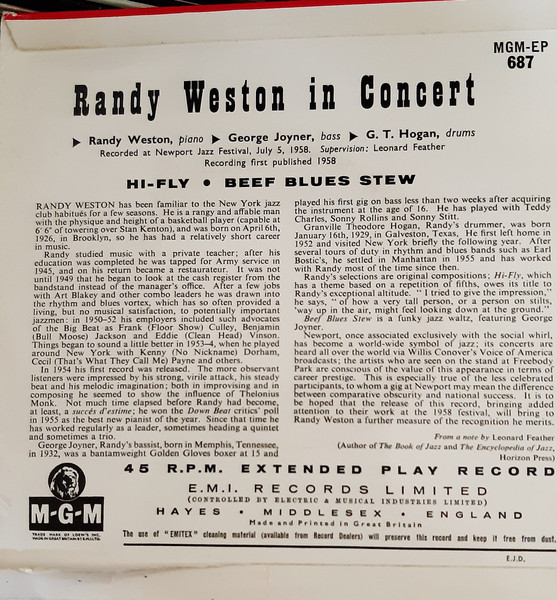 MGM-EP
687
Randy Weston in Concert
▶ Randy Weston, piano ▶ George Joyner, bass ▶ G. T. Hogan, drums
Recorded at Newport Jazz Festival, July 5, 1958. Supervision: Leonard Feather
Recording first published 1958
HI-FLY • BEEF BLUES STEW
RANDY WESTON has been familiar to the New York jazz
club habitués for a few seasons. He is a rangy and affable man
with the physique and height of a basketball player (capable at
6' 6" of towering over Stan Kenton), and was born on April 6th,
1926, in Brooklyn, so he has had a relatively short career
in music.
Randy studied music with a private teacher; after his
education was completed he was tapped for Army service in
1945, and on his return became a restaurateur. It was not
until 1949 that he began to look at the cash register from the
bandstand instead of the manager's office. After a few jobs
with Art Blakey and other combo leaders he was drawn into
the rhythm and blues vortex, which has so often provided a
living, but no musical satisfaction, to potentially important
jazzmen: in 1950-52 his employers included such advocates
of the Big Beat as Frank (Floor Show) Culley, Benjamin
(Bull Moose) Jackson and Eddie (Clean Head) Vinson.
Things began to sound a little better in 1953-4, when he played
around New York with Kenny (No Nickname) Dorham,
Cecil (That's What They Call Me) Payne and others.
In 1954 his first record was released. The more observant
listeners were impressed by his strong, virile attack, his steady
beat and his melodic imagination; both in improvising and in
composing he seemed to show the influence of Thelonius
Monk. Not much time elapsed before Randy had become,
at least, a succès d'estime; he won the Down Beat critics' poll
in 1955 as the best new pianist of the year. Since that time he
has worked regularly as a leader, sometimes heading a quintet
and sometimes a trio.
George Joyner, Randy's bassist, born in Memphis, Tennessee,
in 1932, was a bantamweight Golden Gloves boxer at 15 and
played his first gig on bass less than two weeks after acquiring
the instrument at the age of 16. He has played with Teddy
Charles, Sonny Rollins and Sonny Stitt.
Granville Theodore Hogan, Randy's drummer, was born
January 16th, 1929, in Galveston, Texas. He first left home in
1952 and visited New York briefly the following year. After
several tours of duty in rhythm and blues bands such as Earl
Bostic's, he settled in Manhattan in 1955 and has worked
with Randy most of the time since then.
Randy's selections are original compositions; Hi-Fly, which
has a theme based on a repetition of fifths, owes its title to
Randy's exceptional altitude. "I tried to give the impression,"
he says, "of how a very tall person, or a person on stilts,
'way up in the air, might feel looking down at the ground."
Beef Blues Stew is a funky jazz waltz, featuring George
Joyner.
Newport, once associated exclusively with the social whirl,
has become a world-wide symbol of jazz; its concerts are
heard all over the world via Willis Conover's Voice of America
broadcasts; the artists who are seen on the stand at Freebody
Park are conscious of the value of this appearance in terms of
career prestige. This is especially true of the less celebrated
participants, to whom a gig at Newport may mean the difference
between comparative obscurity and national success. It is to
be hoped that the release of this record, bringing added
attention to their work at the 1958 festival, will bring to
Randy Weston a further measure of the recognition he merits.
From a note by Leonard Feather
(Author of The Book of Jazz and The Encyclopedia of Jazz,
Horizon Press)
45 R.P.M. EXTENDED PLAY RECORD
E.M.I. RECORDS LIMITED
(CONTROLLED BY ELECTRIC & MUSICAL INDUSTRIES LIMITED)
HAYES • MIDDLESEX • ENGLAND
Made and Printed in Great Britain
M-G-M
TRADE MARK OF LOEW'S INC.
MADE IN GREAT BRITAIN BY E.M.I. LTD.
The use of "EMITEX" cleaning material (available from Record Dealers) will preserve this record and keep it free from dust.
E.J.D.